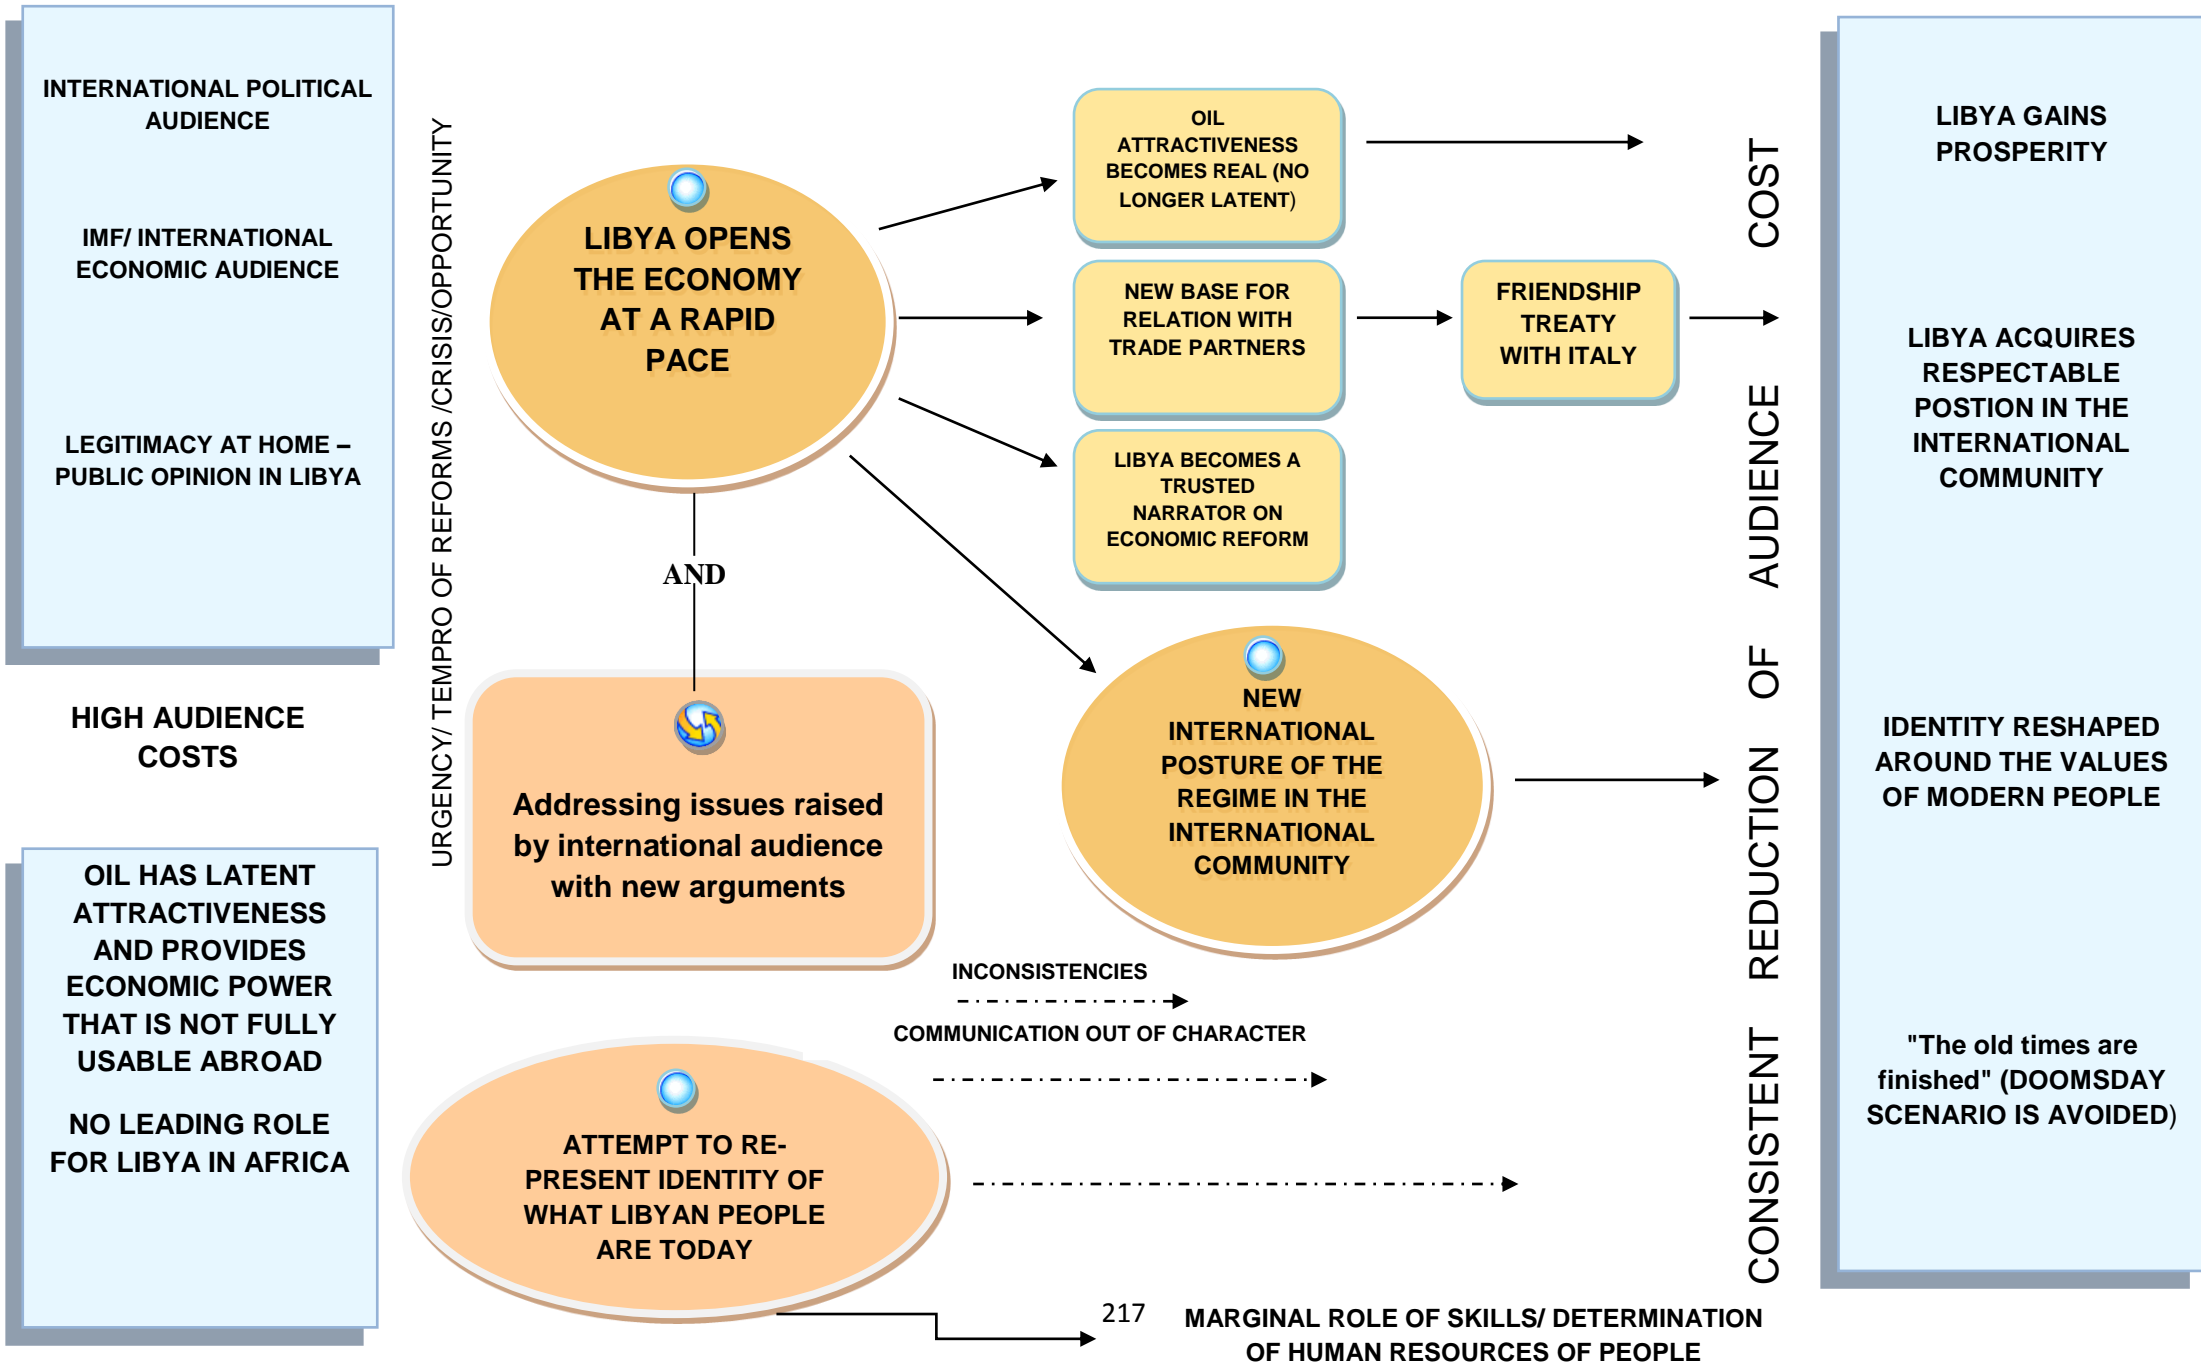 INTERNATIONAL POLITICAL
AUDIENCE
IMF/ INTERNATIONAL
ECONOMIC AUDIENCE
LEGITIMACY AT HOME –
PUBLIC OPINION IN LIBYA
HIGH AUDIENCE
COSTS
OIL HAS LATENT
ATTRACTIVENESS
AND PROVIDES
ECONOMIC POWER
THAT IS NOT FULLY
USABLE ABROAD
NO LEADING ROLE
FOR LIBYA IN AFRICA
URGENCY/ TEMPRO OF REFORMS /CRISIS/OPPORTUNITY
LIBYA OPENS
THE ECONOMY
AT A RAPID
PACE
AND
Addressing issues raised
by international audience
with new arguments
ATTEMPT TO RE-
PRESENT IDENTITY OF
WHAT LIBYAN PEOPLE
ARE TODAY
OIL
ATTRACTIVENESS
BECOMES REAL (NO
LONGER LATENT)
NEW BASE FOR
RELATION WITH
TRADE PARTNERS
FRIENDSHIP
TREATY
WITH ITALY
LIBYA BECOMES A
TRUSTED
NARRATOR ON
ECONOMIC REFORM
NEW
INTERNATIONAL
POSTURE OF THE
REGIME IN THE
INTERNATIONAL
COMMUNITY
INCONSISTENCIES
COMMUNICATION OUT OF CHARACTER
217
MARGINAL ROLE OF SKILLS/ DETERMINATION
OF HUMAN RESOURCES OF PEOPLE
CONSISTENT REDUCTION OF AUDIENCE COST
LIBYA GAINS
PROSPERITY
LIBYA ACQUIRES
RESPECTABLE
POSTION IN THE
INTERNATIONAL
COMMUNITY
IDENTITY RESHAPED
AROUND THE VALUES
OF MODERN PEOPLE
"The old times are
finished" (DOOMSDAY
SCENARIO IS AVOIDED)